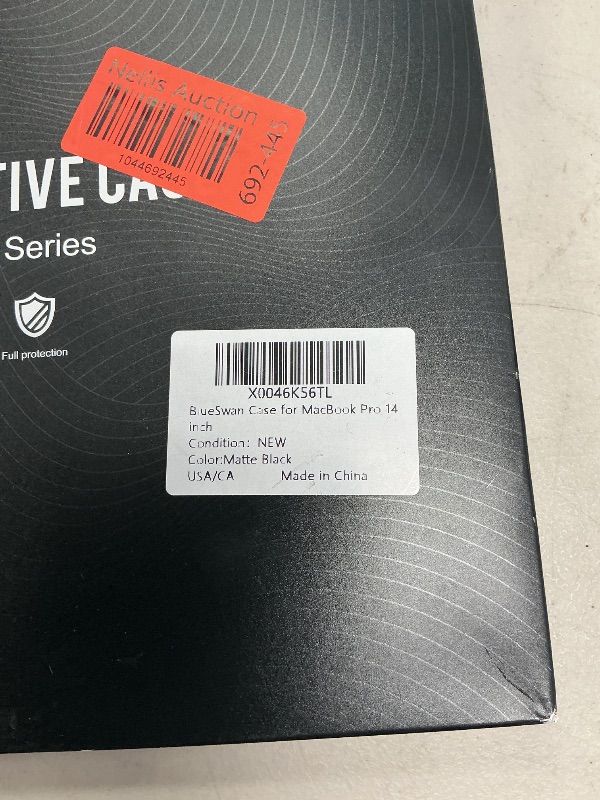 Nellis Auction
1044692445
692-445
TIVE CA
Series
Full protection
X0046K56TL
BlueSwan Case for MacBook Pro 14
inch
Condition: NEW
Color:Matte Black
USA/CA Made in China